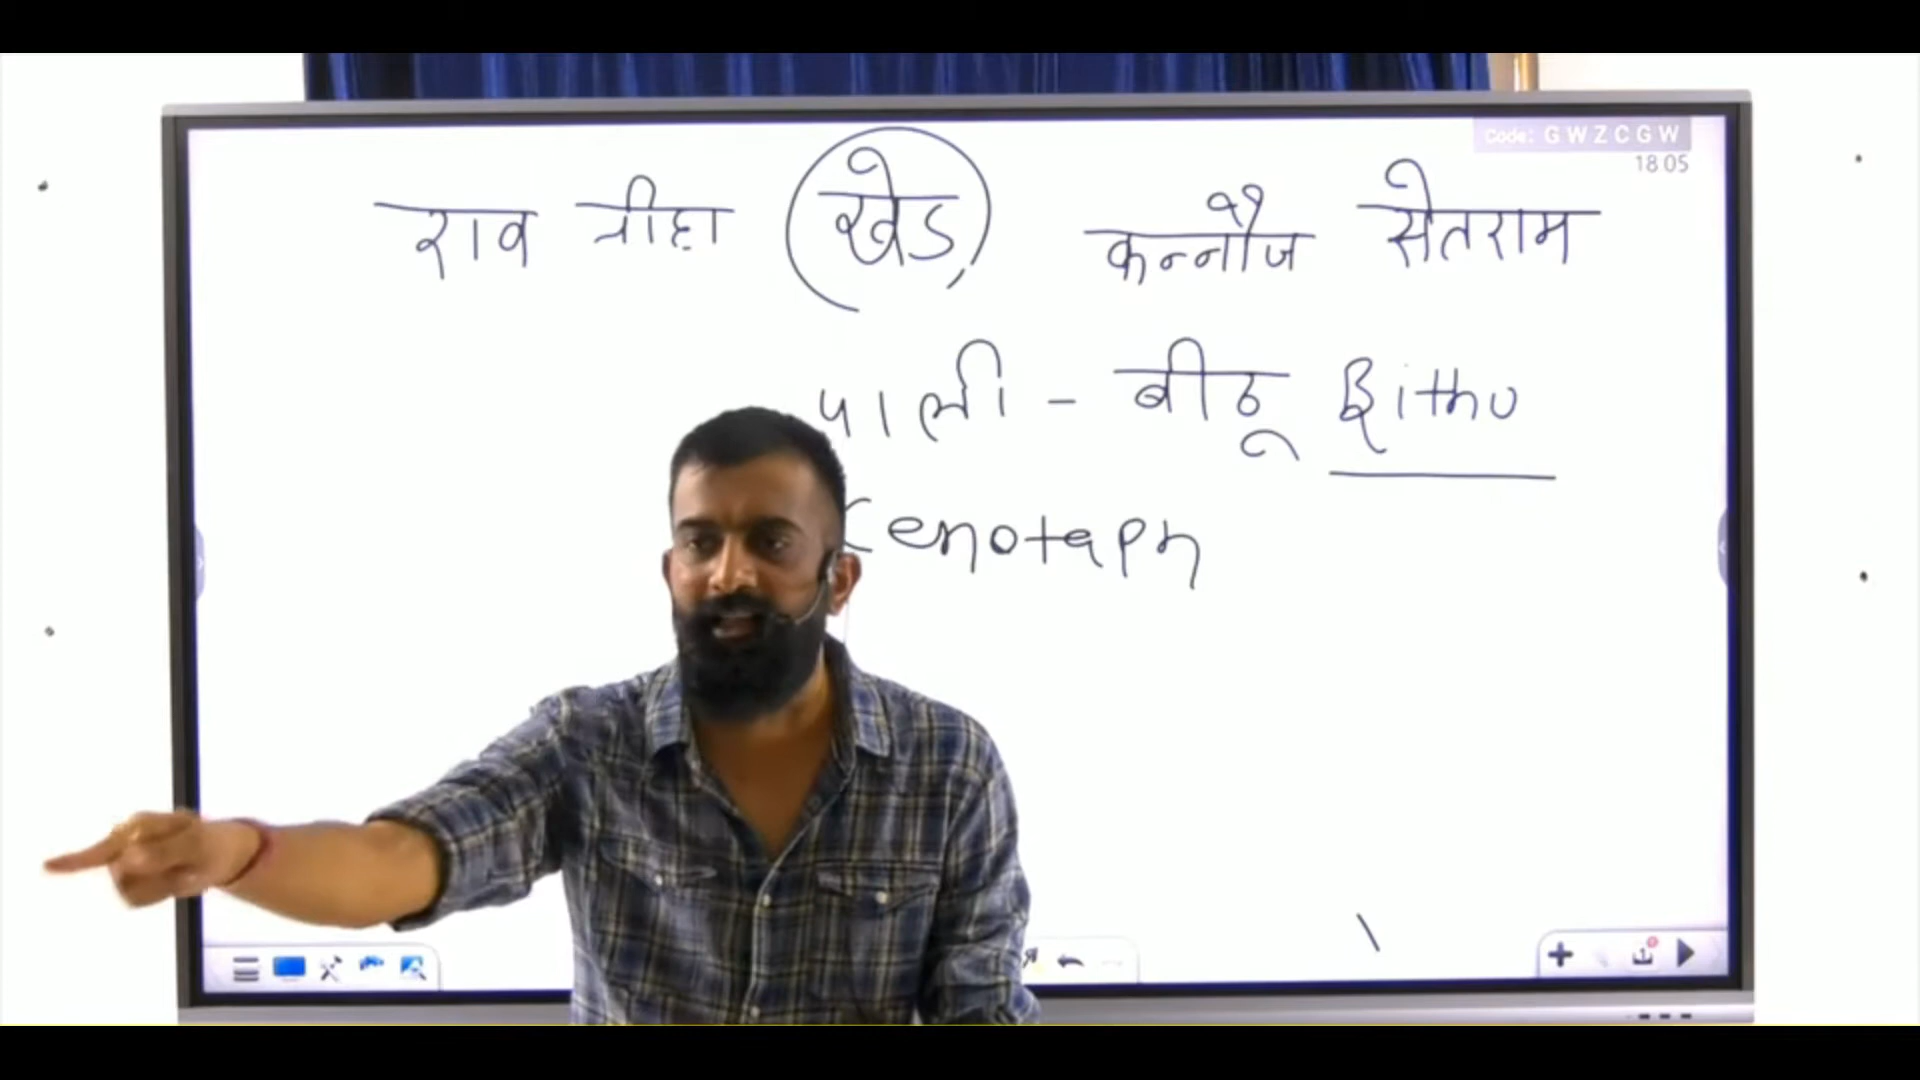 Code: GWZCGW
18 05
राव सीहा खेड़ कन्नौज सेतराम
पाली - बीठू Bithu
Cenotaph